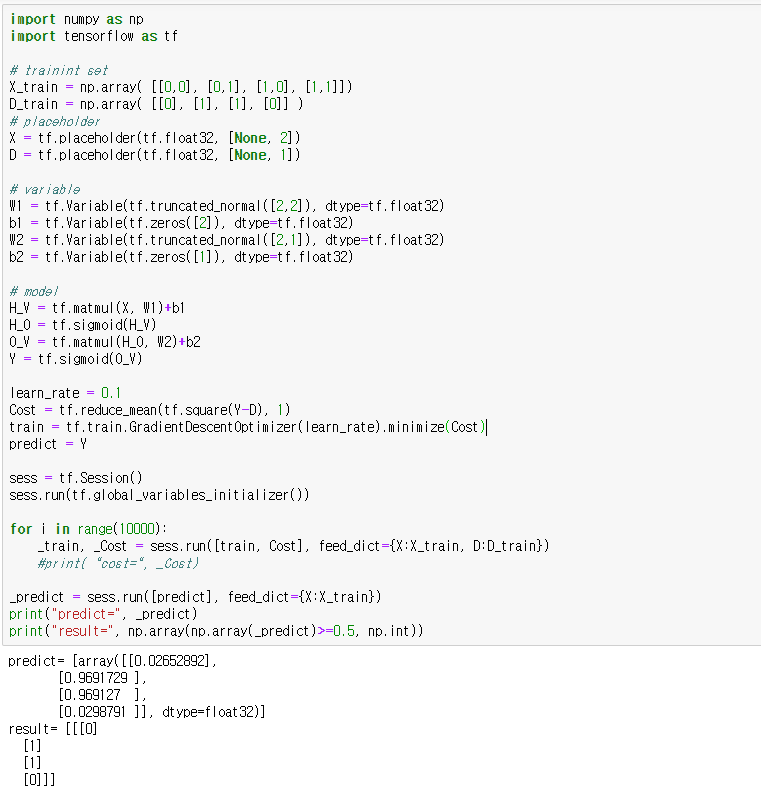 import numpy as np
import tensorflow as tf
# trainint set
X_train = np.array( [[0,0], [0,1], [1,0], [1,1]])
D_train = np.array( [[0], [1], [1], [0]] )
# placeholder
X = tf.placeholder(tf.float32, [None, 2])
D = tf.placeholder(tf.float32, [None, 1])
# variable
W1 = tf.Variable(tf.truncated_normal([2,2]), dtype=tf.float32)
b1 = tf.Variable(tf.zeros([2]), dtype=tf.float32)
W2 = tf.Variable(tf.truncated_normal([2,1]), dtype=tf.float32)
b2 = tf.Variable(tf.zeros([1]), dtype=tf.float32)
# model
H_V = tf.matmul(X, W1)+b1
H_O = tf.sigmoid(H_V)
O_V = tf.matmul(H_O, W2)+b2
Y = tf.sigmoid(O_V)
learn_rate = 0.1
Cost = tf.reduce_mean(tf.square(Y-D), 1)
train = tf.train.GradientDescentOptimizer(learn_rate).minimize(Cost)
predict = Y
sess = tf.Session()
sess.run(tf.global_variables_initializer())
for i in range(10000):
    _train, _Cost = sess.run([train, Cost], feed_dict={X:X_train, D:D_train})
    #print( "cost=", _Cost)
_predict = sess.run([predict], feed_dict={X:X_train})
print("predict=", _predict)
print("result=", np.array(np.array(_predict)>=0.5, np.int))
predict= [array([[0.02652892],
       [0.9691729 ],
       [0.969127  ],
       [0.0298791 ]], dtype=float32)]
result= [[[0]
  [1]
  [1]
  [0]]]